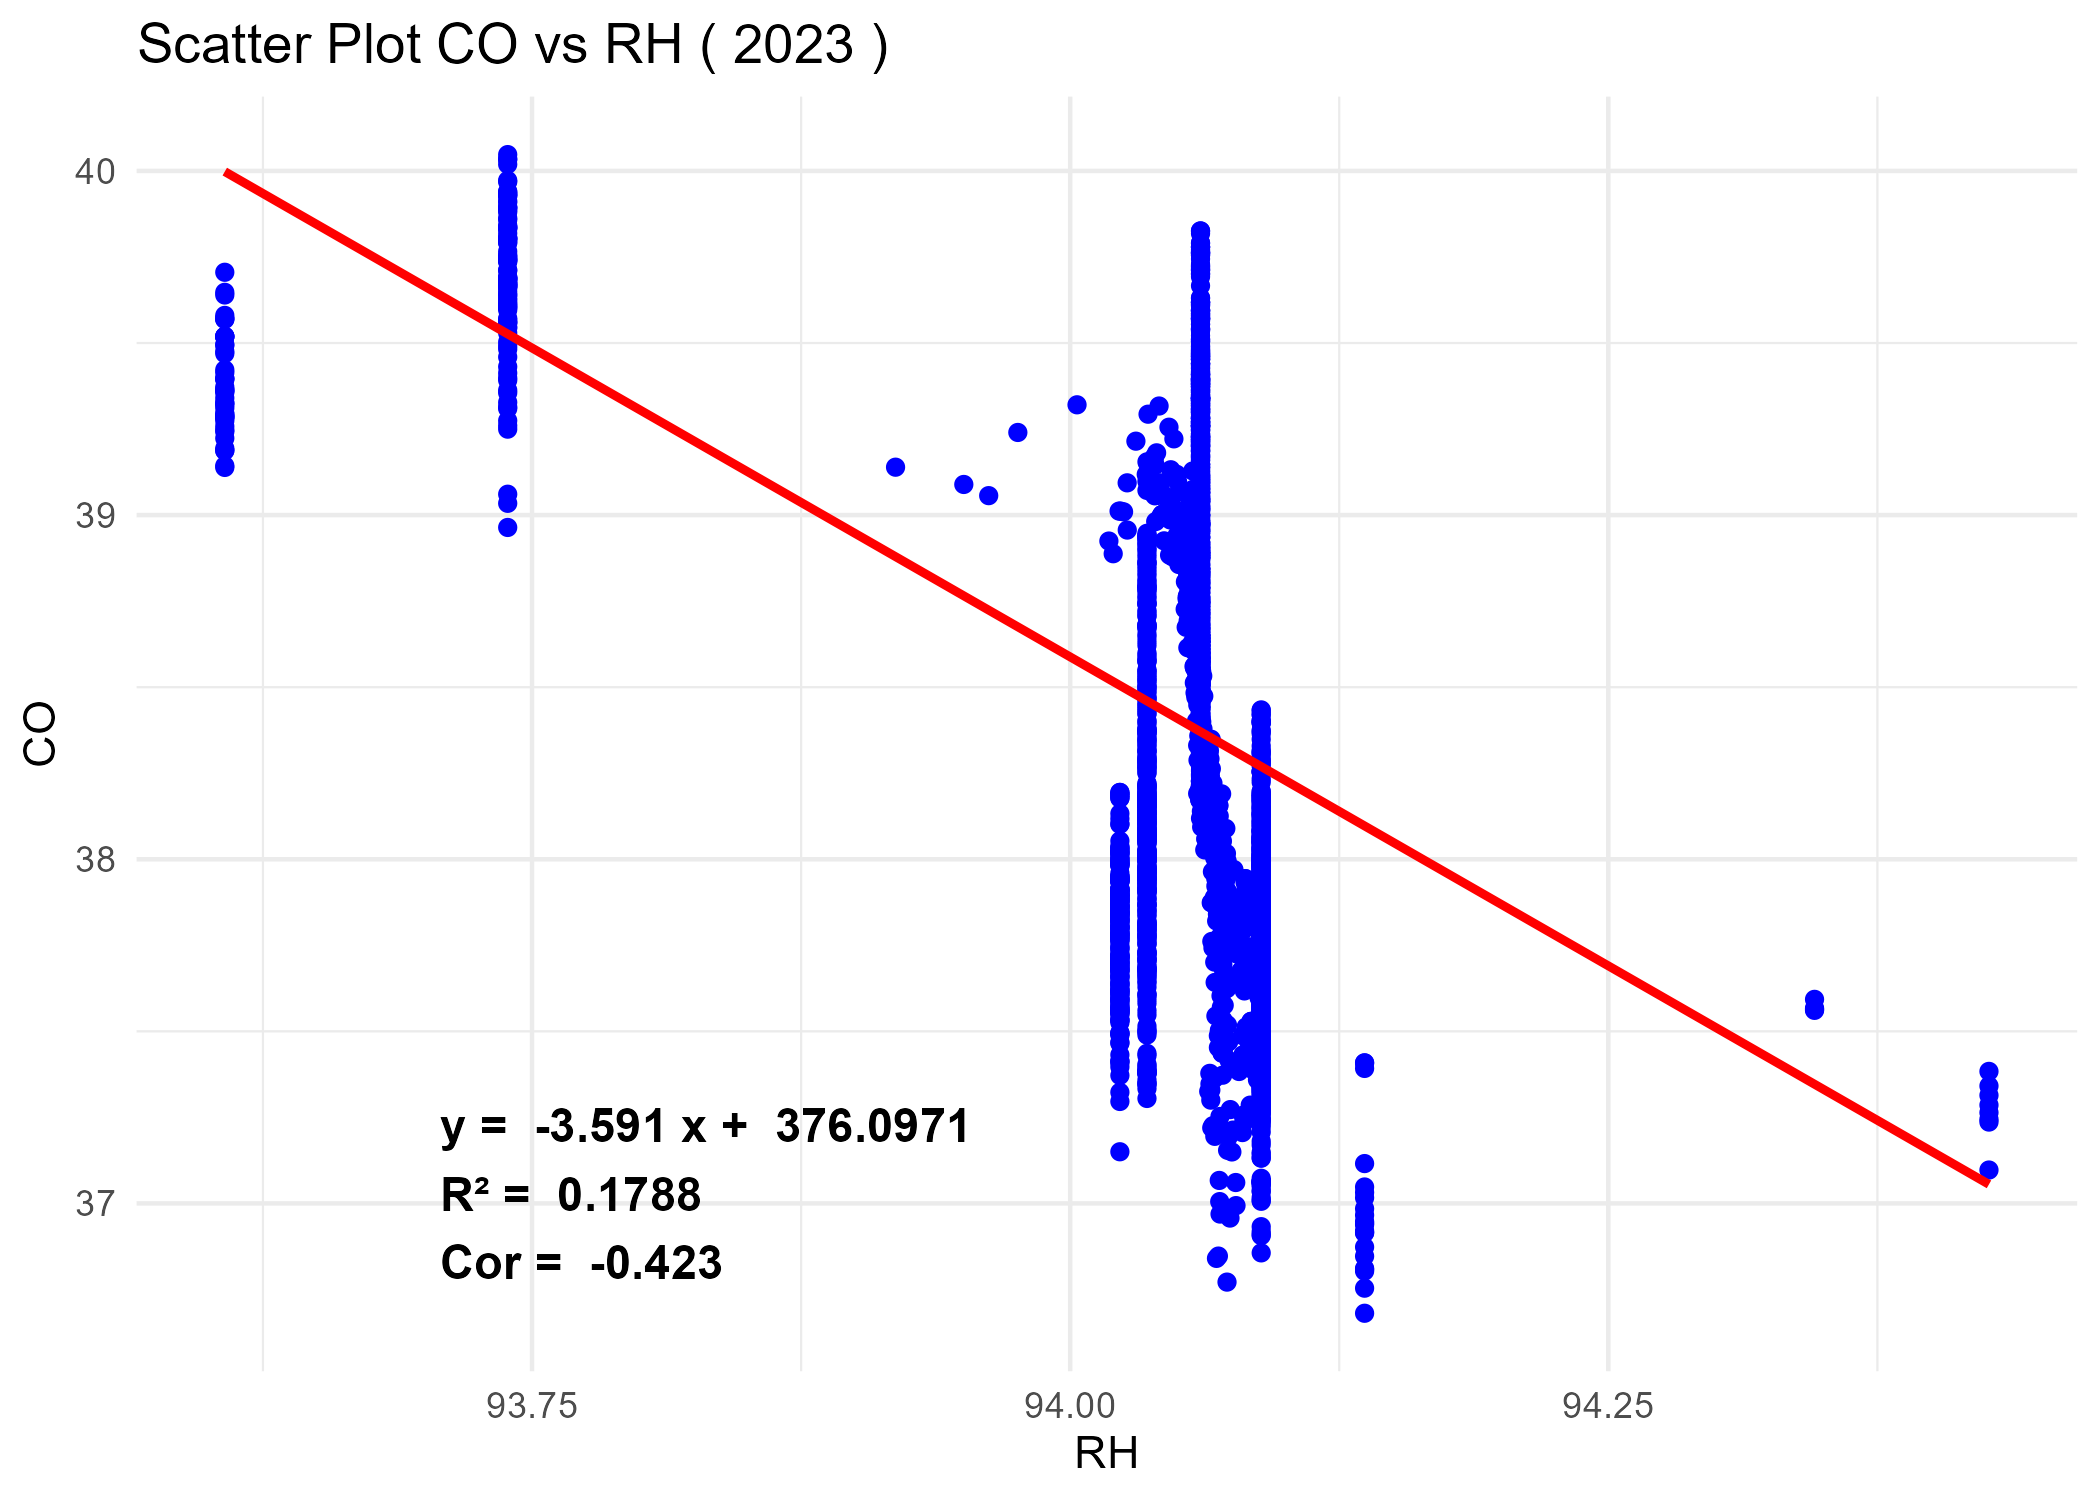 Scatter Plot CO vs RH ( 2023 )
40
39
38
37
CO
y = -3.591 x + 376.0971
R² = 0.1788
Cor = -0.423
93.75 94.00 94.25
RH